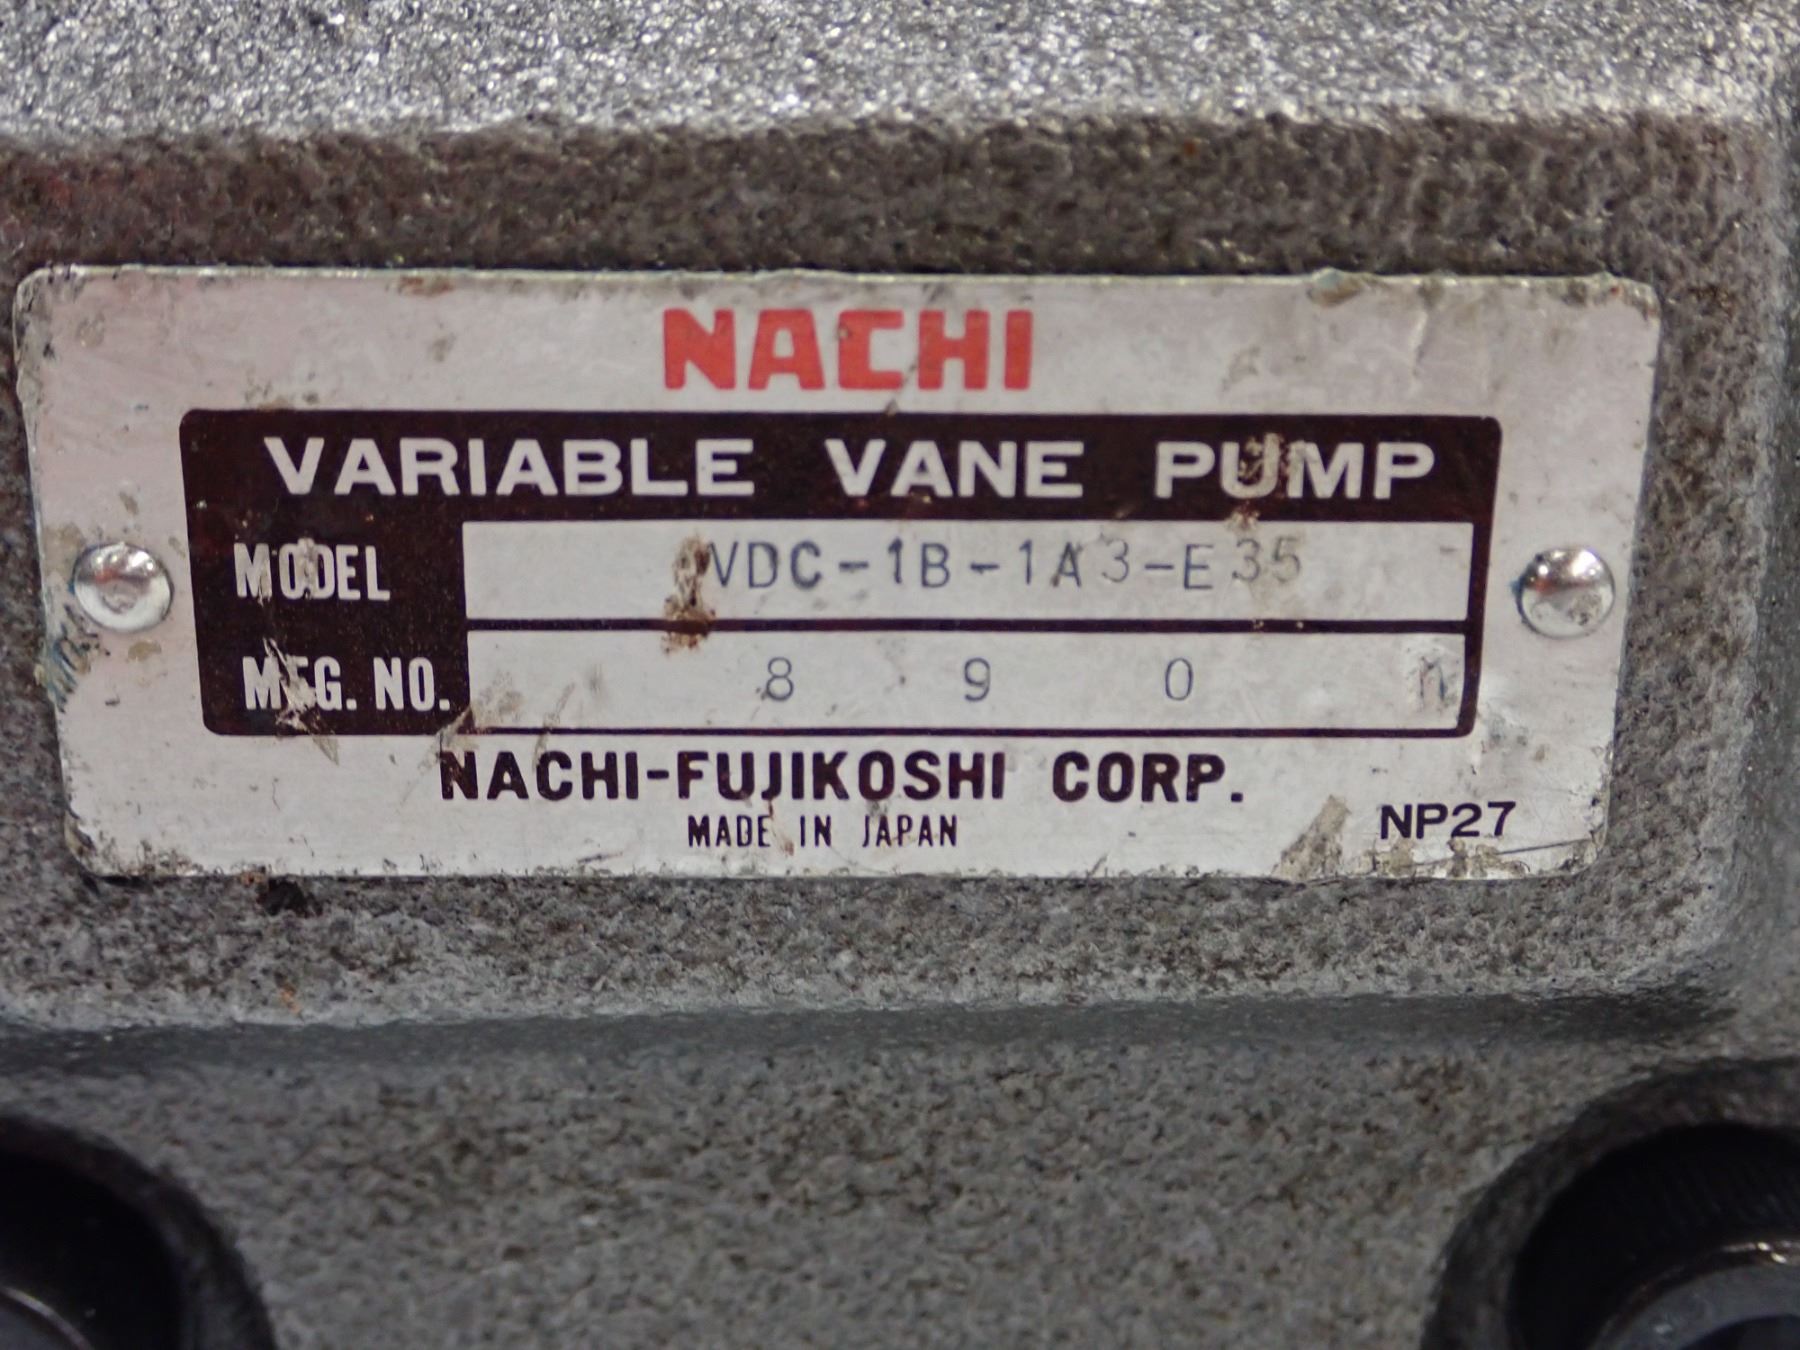 NACHI
VARIABLE VANE PUMP
MODEL VDC-1B-1A3-E35
MFG. NO. 8 9 0
NACHI-FUJIKOSHI CORP.
MADE IN JAPAN NP27